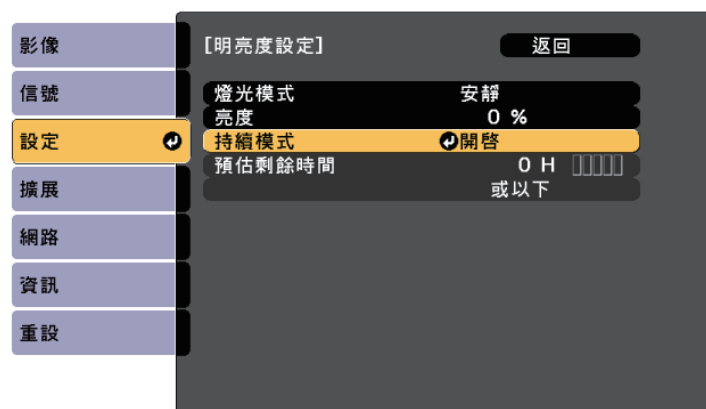 影像
信號
設定
擴展
網路
資訊
重設
[明亮度設定] 返回
燈光模式 安靜
亮度 0 %
持續模式 開啓
預估剩餘時間 0 H
或以下